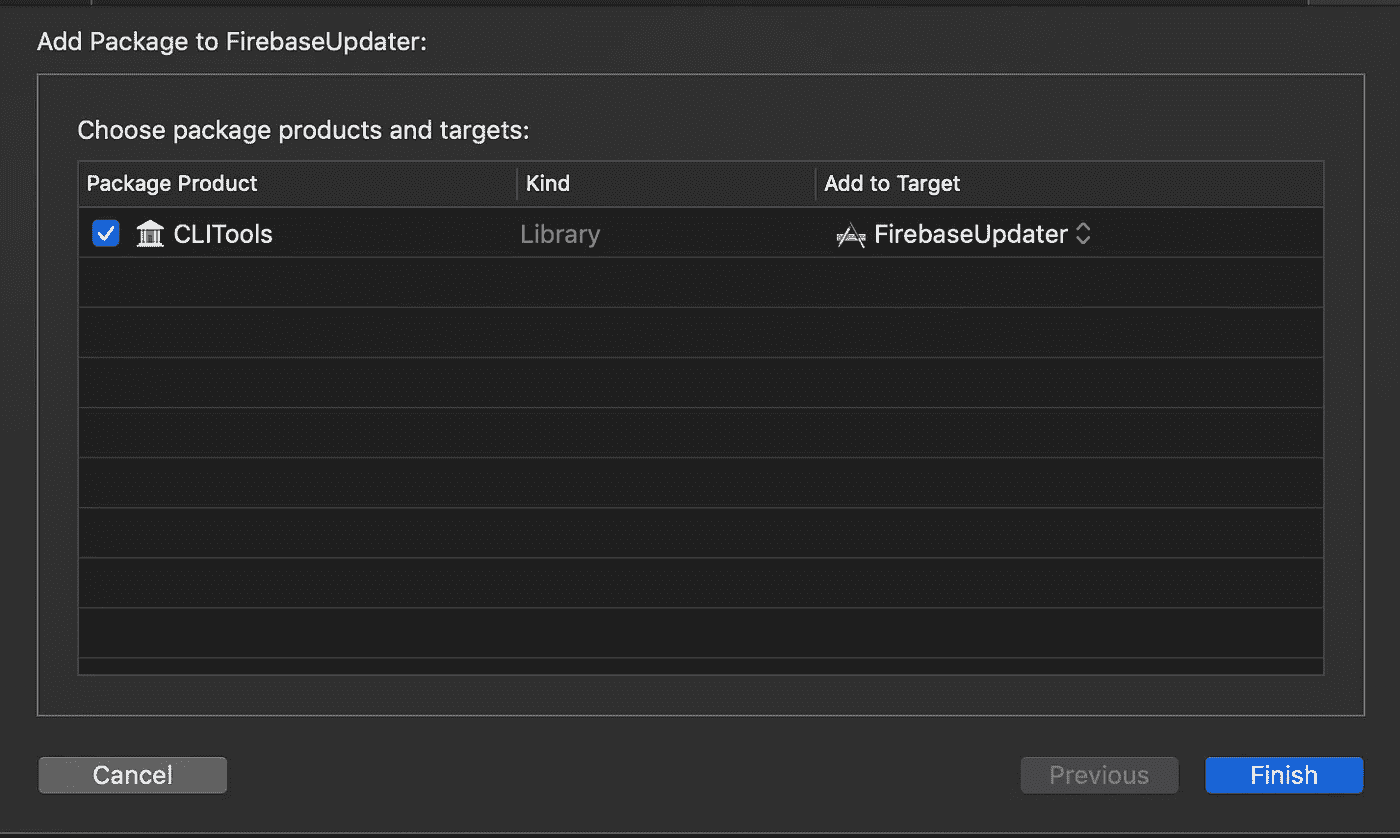 Add Package to FirebaseUpdater:
Choose package products and targets:
Package Product Kind Add to Target
CLITools Library FirebaseUpdater
Cancel Previous Finish